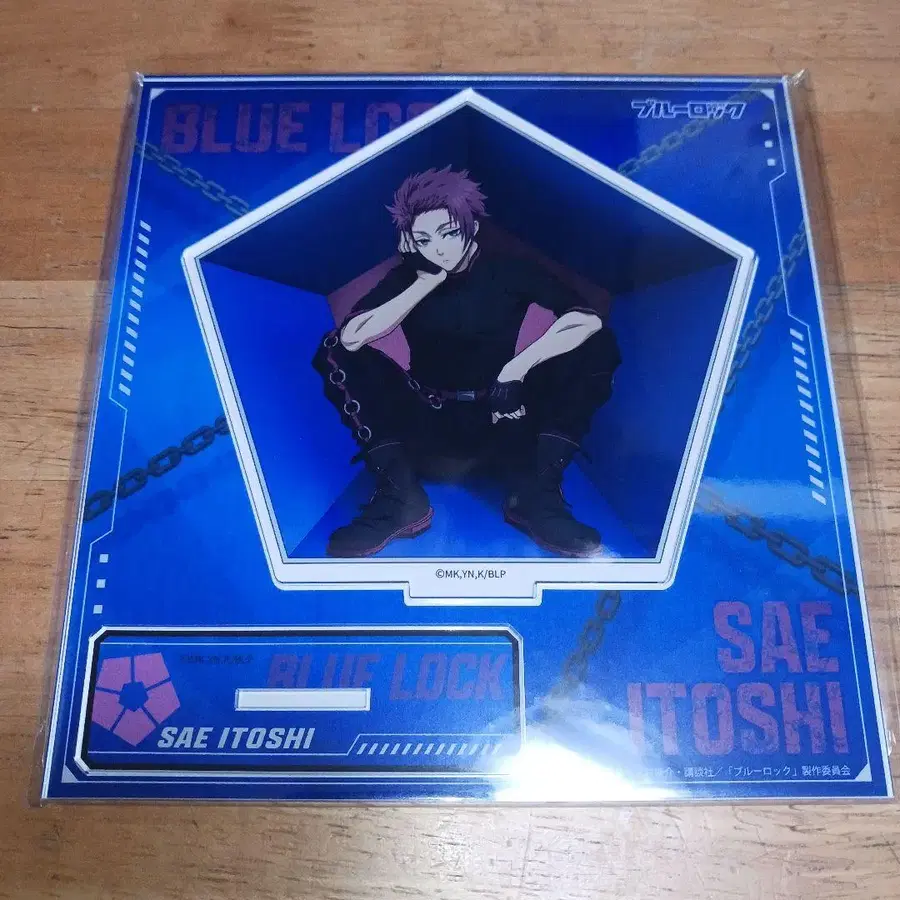 BLUE LOC
ブルーロック
©MK,YN,K/BLP
SAE
ITOSHI
BLUE LOCK
SAE ITOSHI
講談社／「ブルーロック」製作委員会